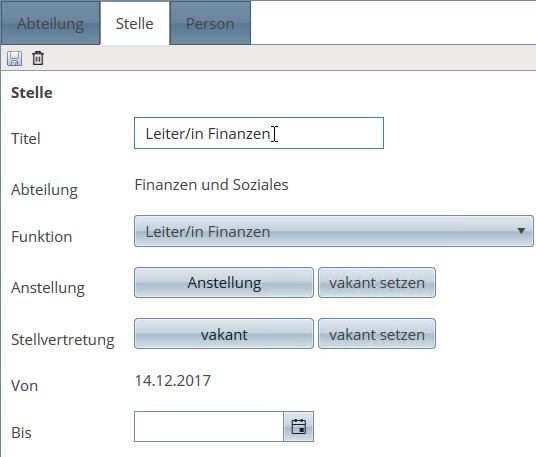 Abteilung Stelle Person
Stelle
Titel Leiter/in Finanzen
Abteilung Finanzen und Soziales
Funktion Leiter/in Finanzen
Anstellung Anstellung vakant setzen
Stellvertretung vakant vakant setzen
Von 14.12.2017
Bis